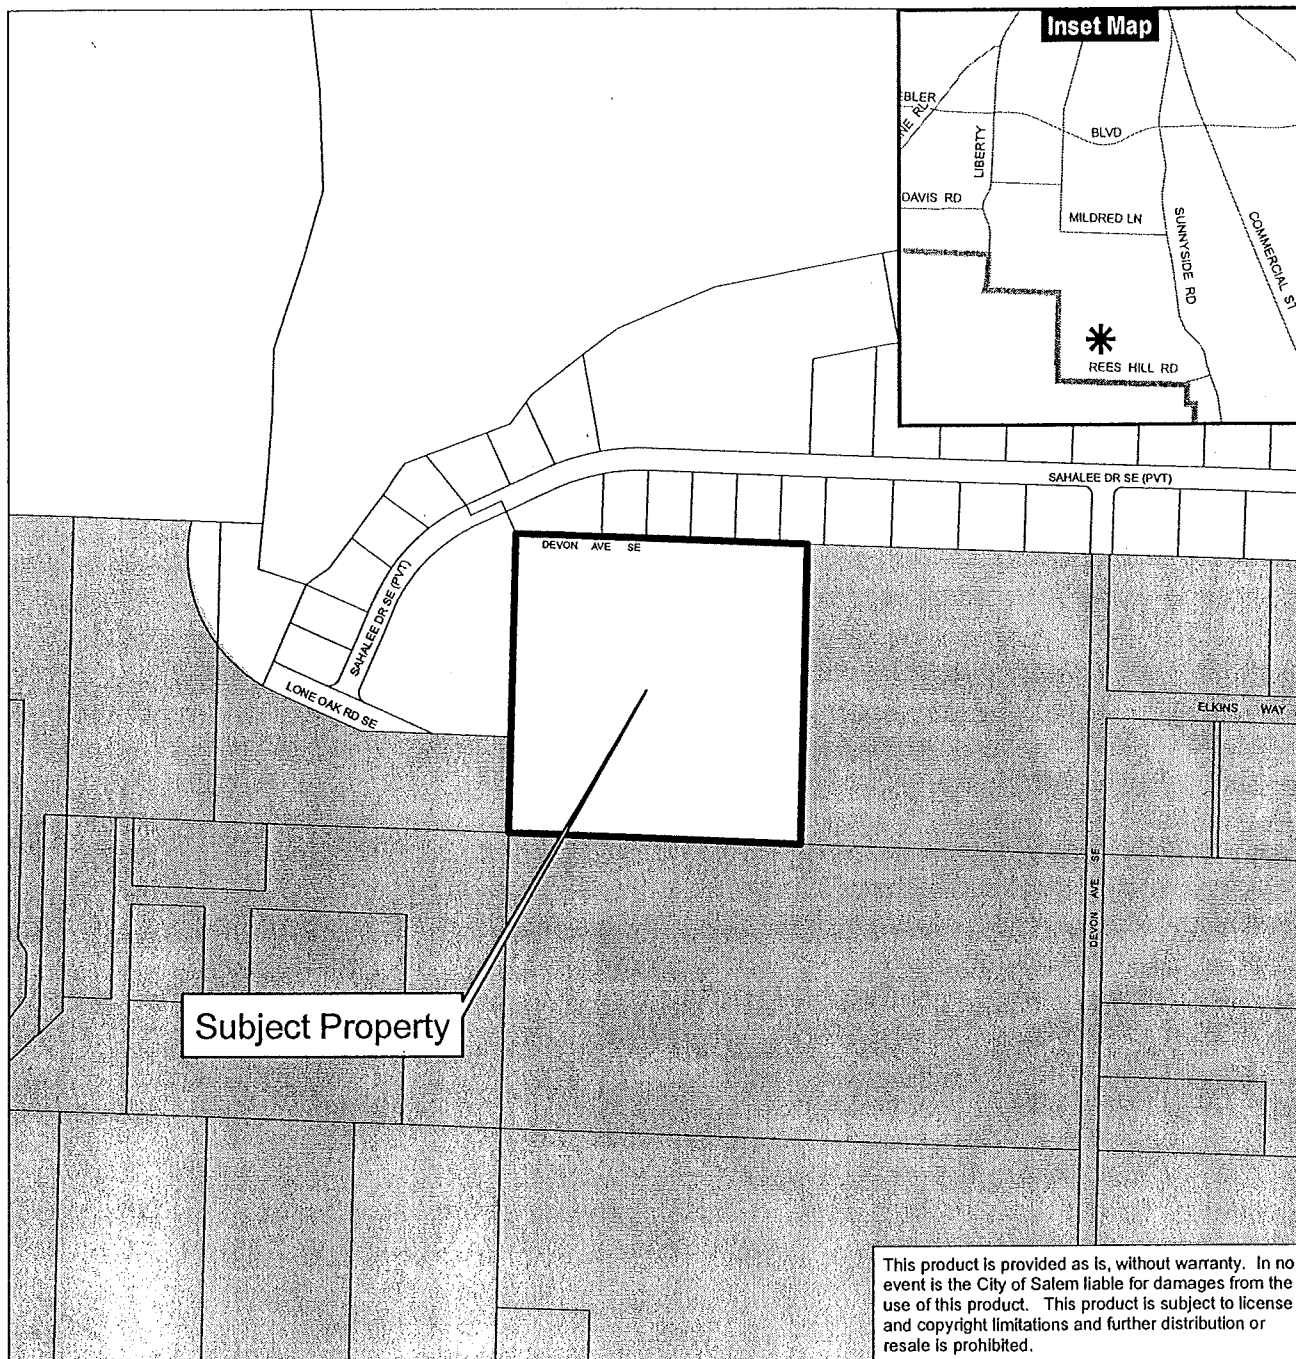 Inset Map
EBLER
NE RD
BLVD
LIBERTY
DAVIS RD
MILDRED LN
SUNNYSIDE RD
COMMERCIAL ST
REES HILL RD
SAHALEE DR SE (PVT)
DEVON AVE SE
SAHALEE DR SE (PVT)
LONE OAK RD SE
ELKINS WAY
DEVON AVE SE
Subject Property
This product is provided as is, without warranty. In no
event is the City of Salem liable for damages from the
use of this product. This product is subject to license
and copyright limitations and further distribution or
resale is prohibited.